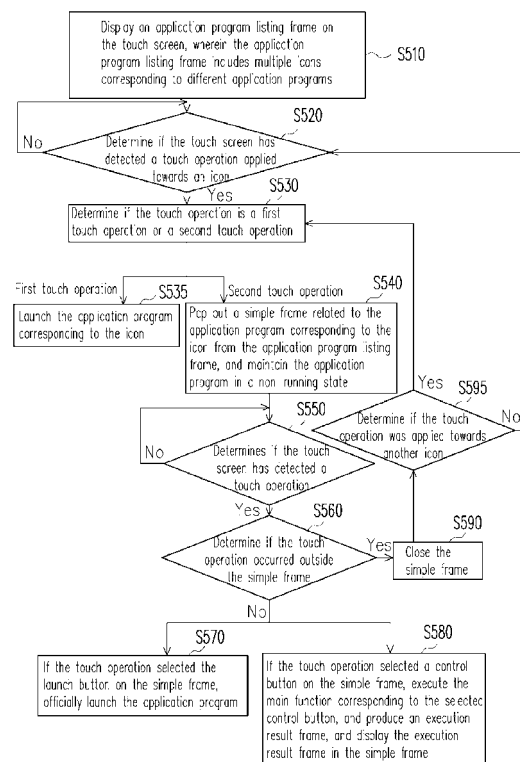 Display an application program listing frame on
the touch screen, wherein the application
program listing frame includes multiple icons
corresponding to different application programs
S510
S520
No
Determine if the touch screen has
detected a touch operation applied
towards an icon
Yes
S530
Determine if the touch operation is a first
touch operation or a second touch operation
First touch operation
S535
Launch the application program
corresponding to the icon
Second touch operation
S540
Pop out a simple frame related to the
application program corresponding to the
icon from the application program listing
frame, and maintain the application
program in a non running state
S550
No
Determines if the touch
screen has detected a
touch operation
Yes
S560
Determine if the touch
operation occurred outside
the simple frame
Yes
S590
Close the
simple frame
Yes
S595
Determine if the touch
operation was applied towards
another icon
No
No
S570
If the touch operation selected the
launch button on the simple frame,
officially launch the application program
S580
If the touch operation selected a control
button on the simple frame, execute the
main function corresponding to the selected
control button, and produce an execution
result frame, and display the execution
result frame in the simple frame